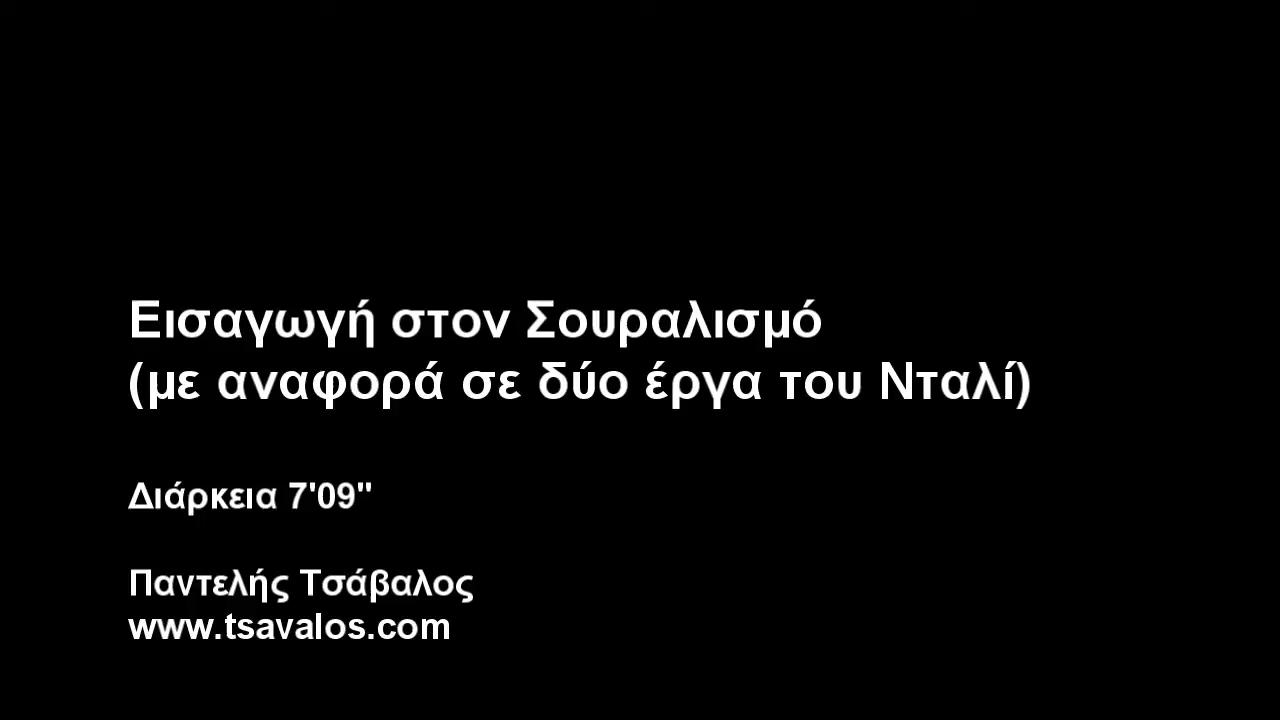 Εισαγωγή στον Σουραλισμό
(με αναφορά σε δύο έργα του Νταλί)
Διάρκεια 7'09"
Παντελής Τσάβαλος
www.tsavalos.com